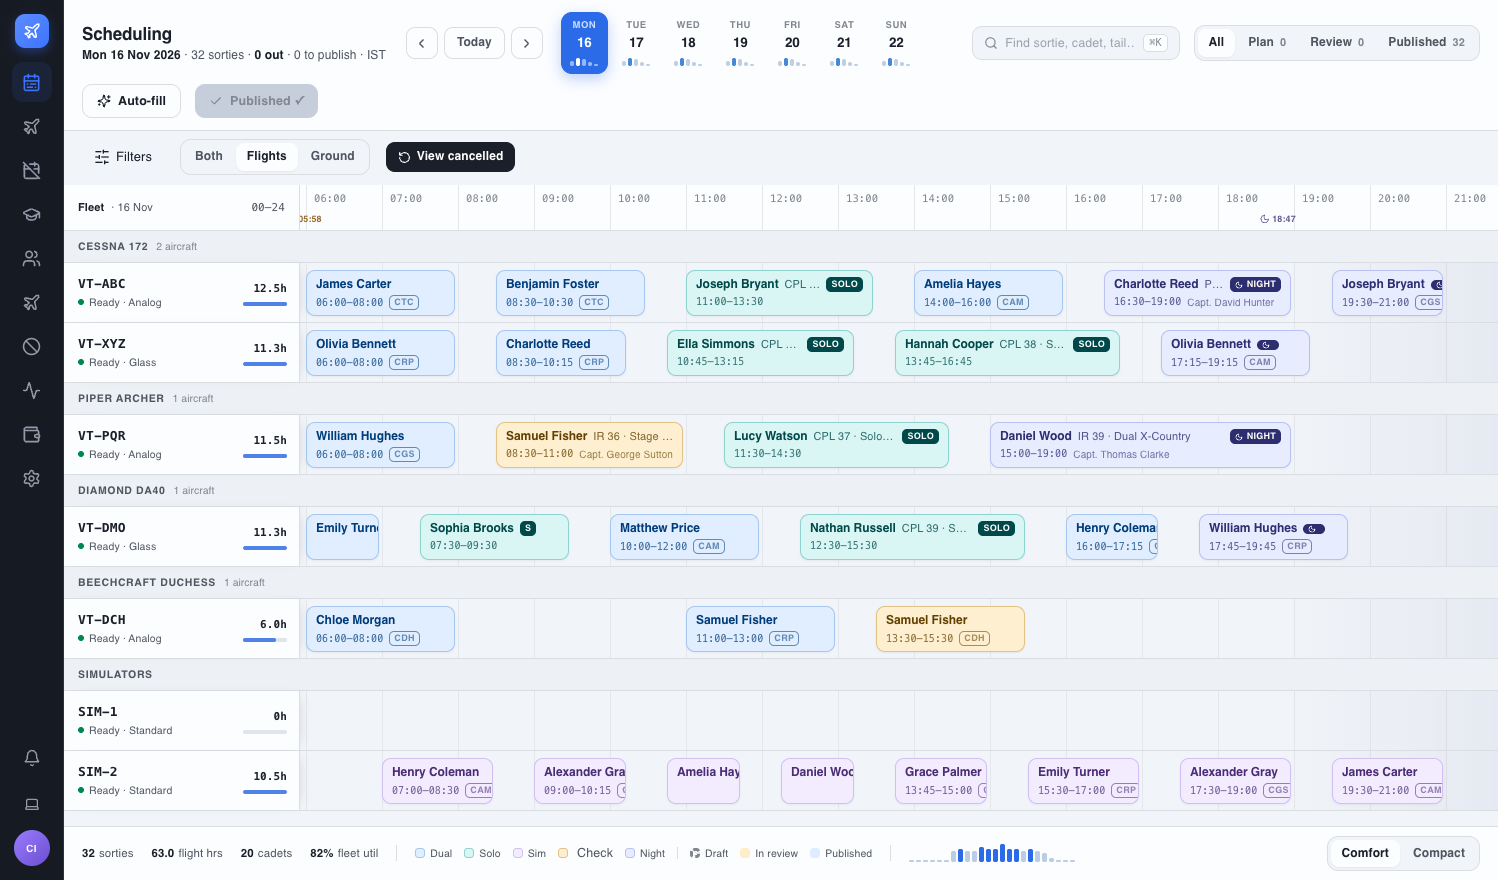 Scheduling
Mon 16 Nov 2026 · 32 sorties · 0 out · 0 to publish · IST
Today
MON 16
TUE 17
WED 18
THU 19
FRI 20
SAT 21
SUN 22
Find sortie, cadet, tail.. ⌘K
All Plan 0 Review 0 Published 32
Auto-fill
Published ✓
Filters
Both Flights Ground
View cancelled
Fleet · 16 Nov 00–24
06:00 07:00 08:00 09:00 10:00 11:00 12:00 13:00 14:00 15:00 16:00 17:00 18:00 19:00 20:00 21:00
05:58 18:47
CESSNA 172 2 aircraft
VT-ABC 12.5h
Ready · Analog
James Carter
06:00–08:00 CTC
Benjamin Foster
08:30–10:30 CTC
Joseph Bryant CPL ... SOLO
11:00–13:30
Amelia Hayes
14:00–16:00 CAM
Charlotte Reed P... NIGHT
16:30–19:00 Capt. David Hunter
Joseph Bryant
19:30–21:00 CGS
VT-XYZ 11.3h
Ready · Glass
Olivia Bennett
06:00–08:00 CRP
Charlotte Reed
08:30–10:15 CRP
Ella Simmons CPL ... SOLO
10:45–13:15
Hannah Cooper CPL 38 · S... SOLO
13:45–16:45
Olivia Bennett
17:15–19:15 CAM
PIPER ARCHER 1 aircraft
VT-PQR 11.5h
Ready · Analog
William Hughes
06:00–08:00 CGS
Samuel Fisher IR 36 · Stage ...
08:30–11:00 Capt. George Sutton
Lucy Watson CPL 37 · Solo... SOLO
11:30–14:30
Daniel Wood IR 39 · Dual X-Country NIGHT
15:00–19:00 Capt. Thomas Clarke
DIAMOND DA40 1 aircraft
VT-DMO 11.3h
Ready · Glass
Emily Turn
Sophia Brooks S
07:30–09:30
Matthew Price
10:00–12:00 CAM
Nathan Russell CPL 39 · S... SOLO
12:30–15:30
Henry Colema
16:00–17:15
William Hughes
17:45–19:45 CRP
BEECHCRAFT DUCHESS 1 aircraft
VT-DCH 6.0h
Ready · Analog
Chloe Morgan
06:00–08:00 CDH
Samuel Fisher
11:00–13:00 CRP
Samuel Fisher
13:30–15:30 CDH
SIMULATORS
SIM-1 0h
Ready · Standard
SIM-2 10.5h
Ready · Standard
Henry Coleman
07:00–08:30 CAM
Alexander Gra
09:00–10:15
Amelia Hay
Daniel Woo
Grace Palmer
13:45–15:00
Emily Turner
15:30–17:00 CRP
Alexander Gray
17:30–19:00 CGS
James Carter
19:30–21:00 CAM
32 sorties 63.0 flight hrs 20 cadets 82% fleet util
Dual Solo Sim Check Night Draft In review Published
Comfort Compact
CI